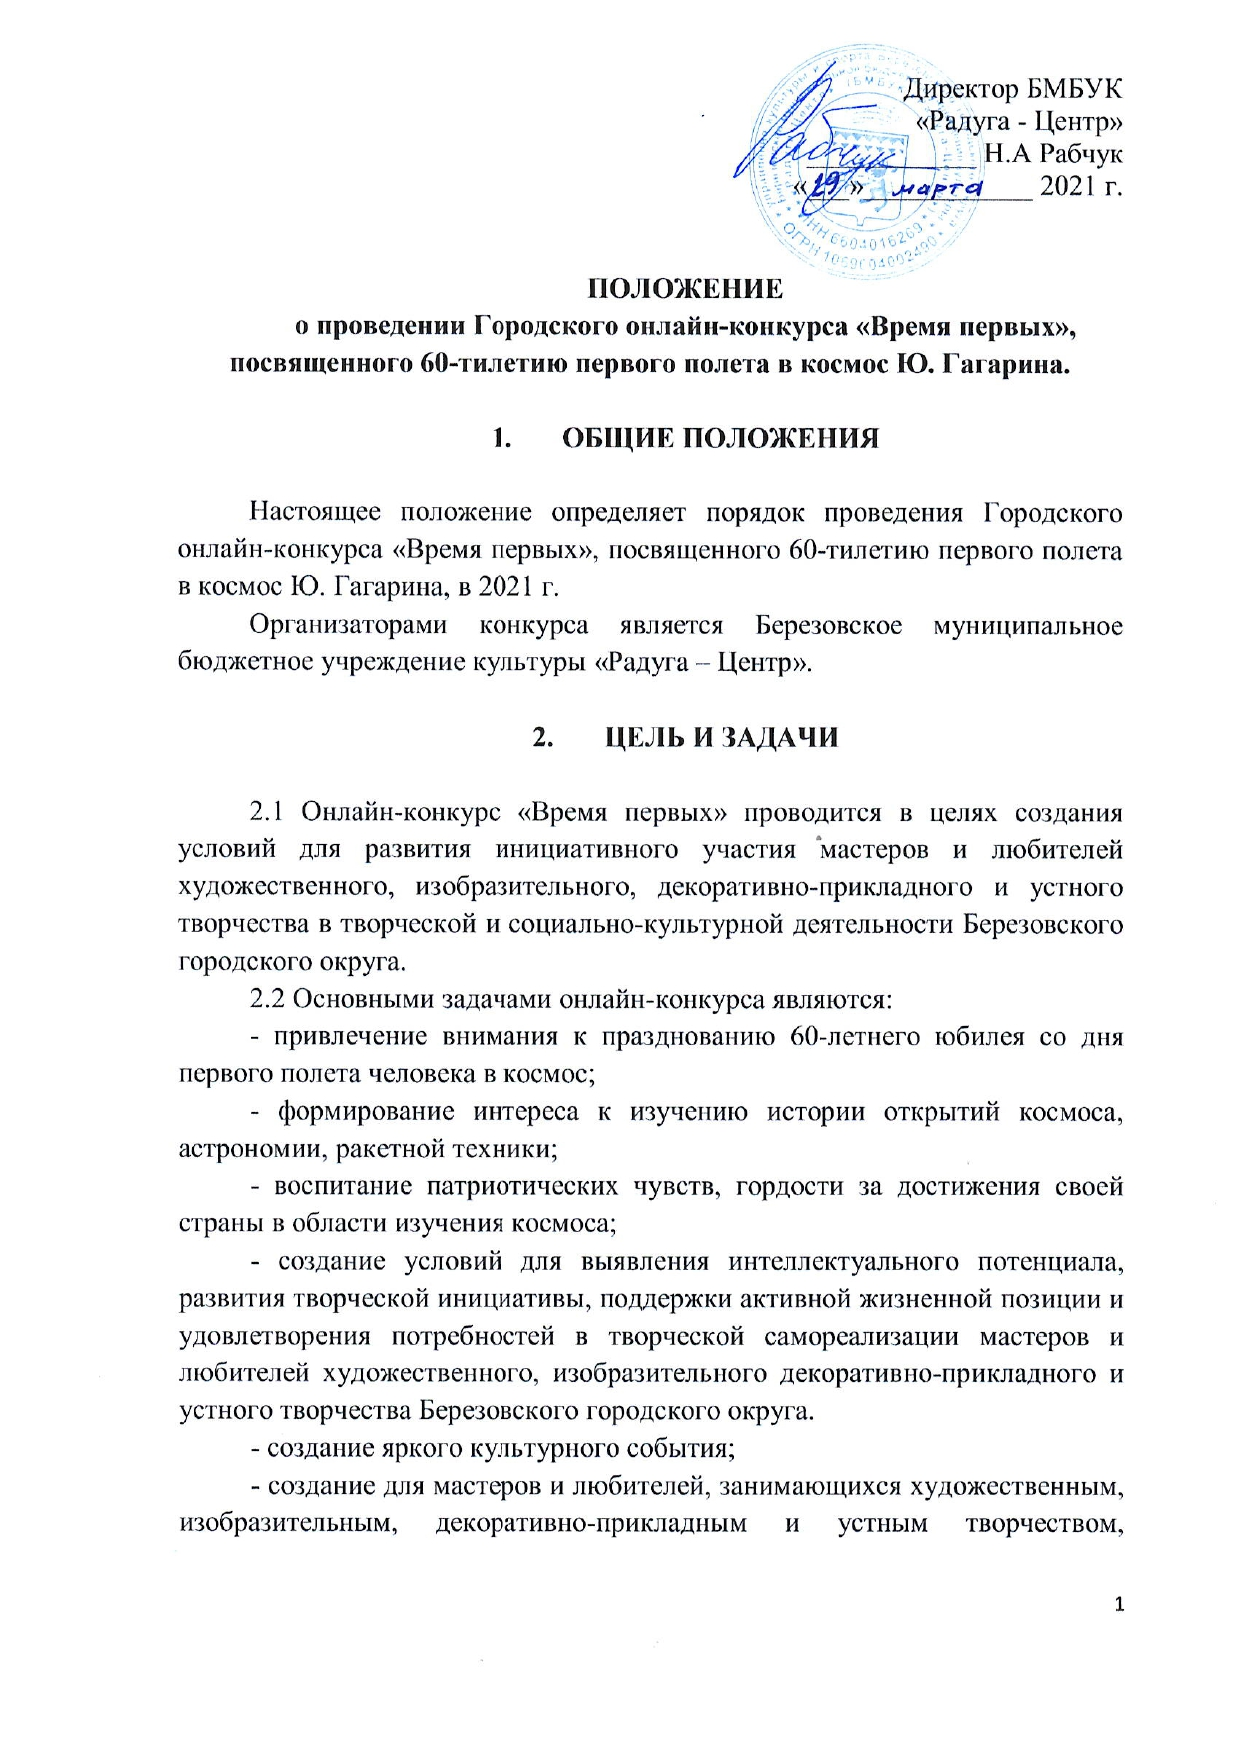 Директор БМБУК
«Радуга - Центр»
Рабчук Н.А Рабчук
«29» марта 2021 г.
ИНН 6604016269
ПОЛОЖЕНИЕ
о проведении Городского онлайн-конкурса «Время первых»,
посвященного 60-тилетию первого полета в космос Ю. Гагарина.
1. ОБЩИЕ ПОЛОЖЕНИЯ
Настоящее положение определяет порядок проведения Городского
онлайн-конкурса «Время первых», посвященного 60-тилетию первого полета
в космос Ю. Гагарина, в 2021 г.
Организаторами конкурса является Березовское муниципальное
бюджетное учреждение культуры «Радуга – Центр».
2. ЦЕЛЬ И ЗАДАЧИ
2.1 Онлайн-конкурс «Время первых» проводится в целях создания
условий для развития инициативного участия мастеров и любителей
художественного, изобразительного, декоративно-прикладного и устного
творчества в творческой и социально-культурной деятельности Березовского
городского округа.
2.2 Основными задачами онлайн-конкурса являются:
- привлечение внимания к празднованию 60-летнего юбилея со дня
первого полета человека в космос;
- формирование интереса к изучению истории открытий космоса,
астрономии, ракетной техники;
- воспитание патриотических чувств, гордости за достижения своей
страны в области изучения космоса;
- создание условий для выявления интеллектуального потенциала,
развития творческой инициативы, поддержки активной жизненной позиции и
удовлетворения потребностей в творческой самореализации мастеров и
любителей художественного, изобразительного декоративно-прикладного и
устного творчества Березовского городского округа.
- создание яркого культурного события;
- создание для мастеров и любителей, занимающихся художественным,
изобразительным, декоративно-прикладным и устным творчеством,
1